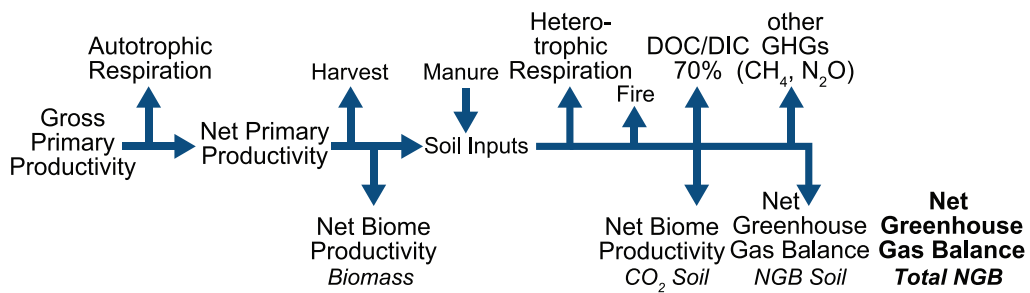 Autotrophic
Respiration
Harvest
Manure
Hetero-
trophic
Respiration
Fire
DOC/DIC
70%
other
GHGs
(CH₄, N₂O)
Gross
Primary
Productivity
Net Primary
Productivity
Soil Inputs
Net Biome
Productivity
Biomass
Net Biome
Productivity
CO₂ Soil
Net
Greenhouse
Gas Balance
NGB Soil
Net
Greenhouse
Gas Balance
Total NGB